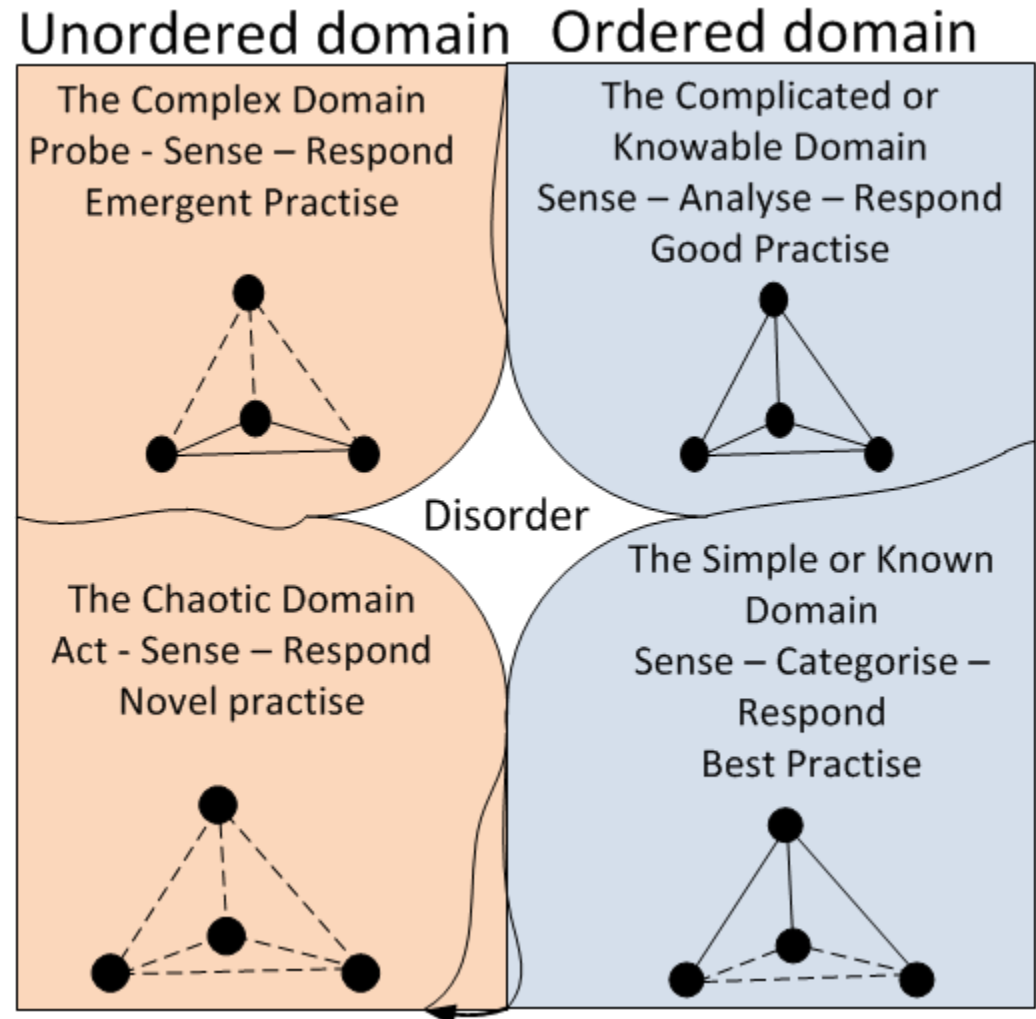 Unordered domain
Ordered domain
The Complex Domain
Probe - Sense – Respond
Emergent Practise
The Complicated or
Knowable Domain
Sense – Analyse – Respond
Good Practise
Disorder
The Chaotic Domain
Act - Sense – Respond
Novel practise
The Simple or Known
Domain
Sense – Categorise –
Respond
Best Practise